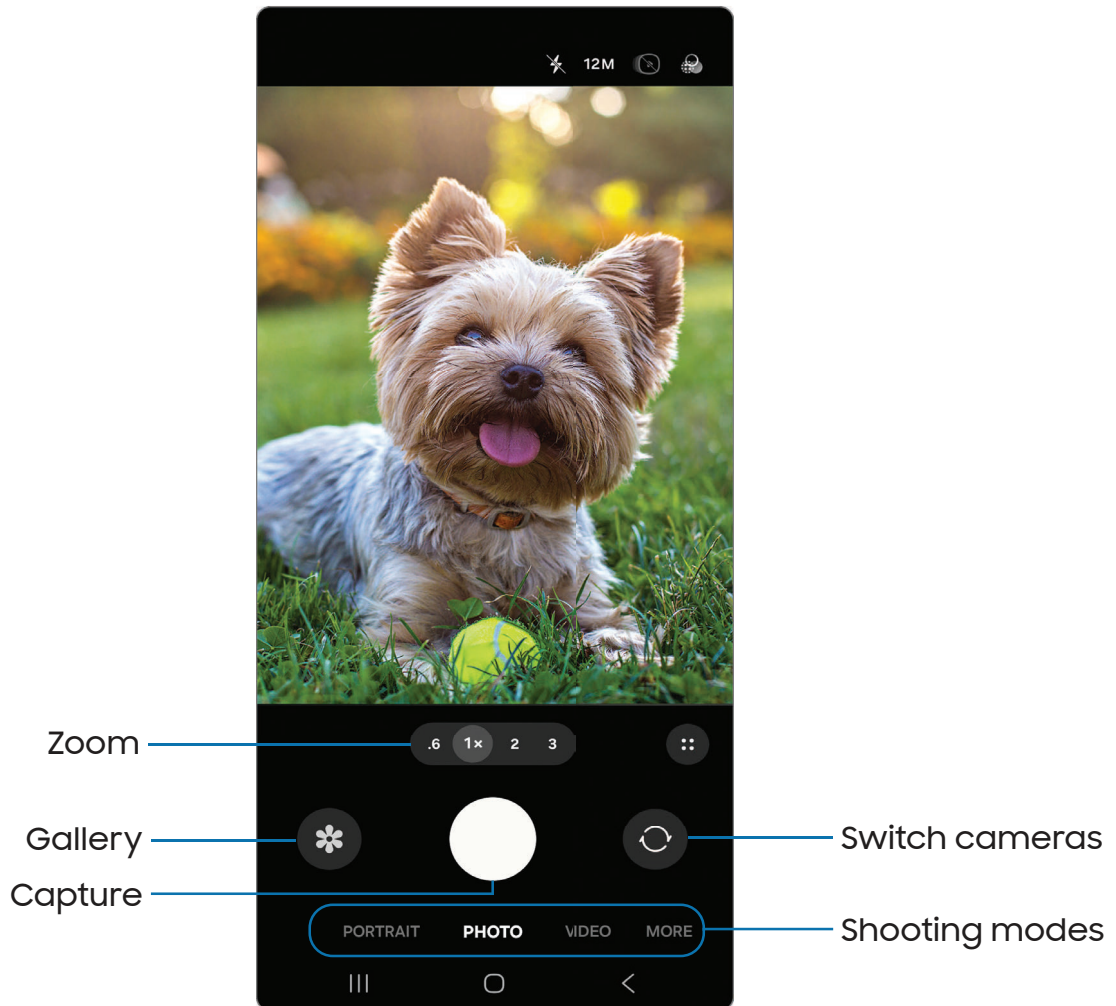 12M
Zoom
.6 1× 2 3
Gallery
Switch cameras
Capture
Shooting modes
PORTRAIT PHOTO VIDEO MORE